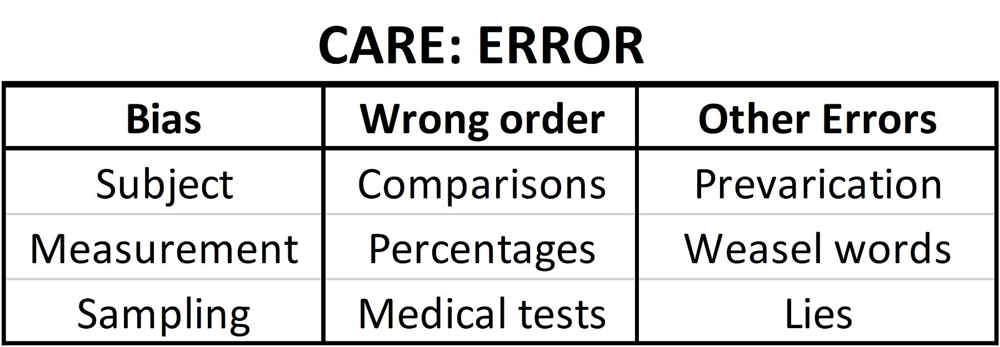 CARE: ERROR
Bias Wrong order Other Errors
Subject Comparisons Prevarication
Measurement Percentages Weasel words
Sampling Medical tests Lies